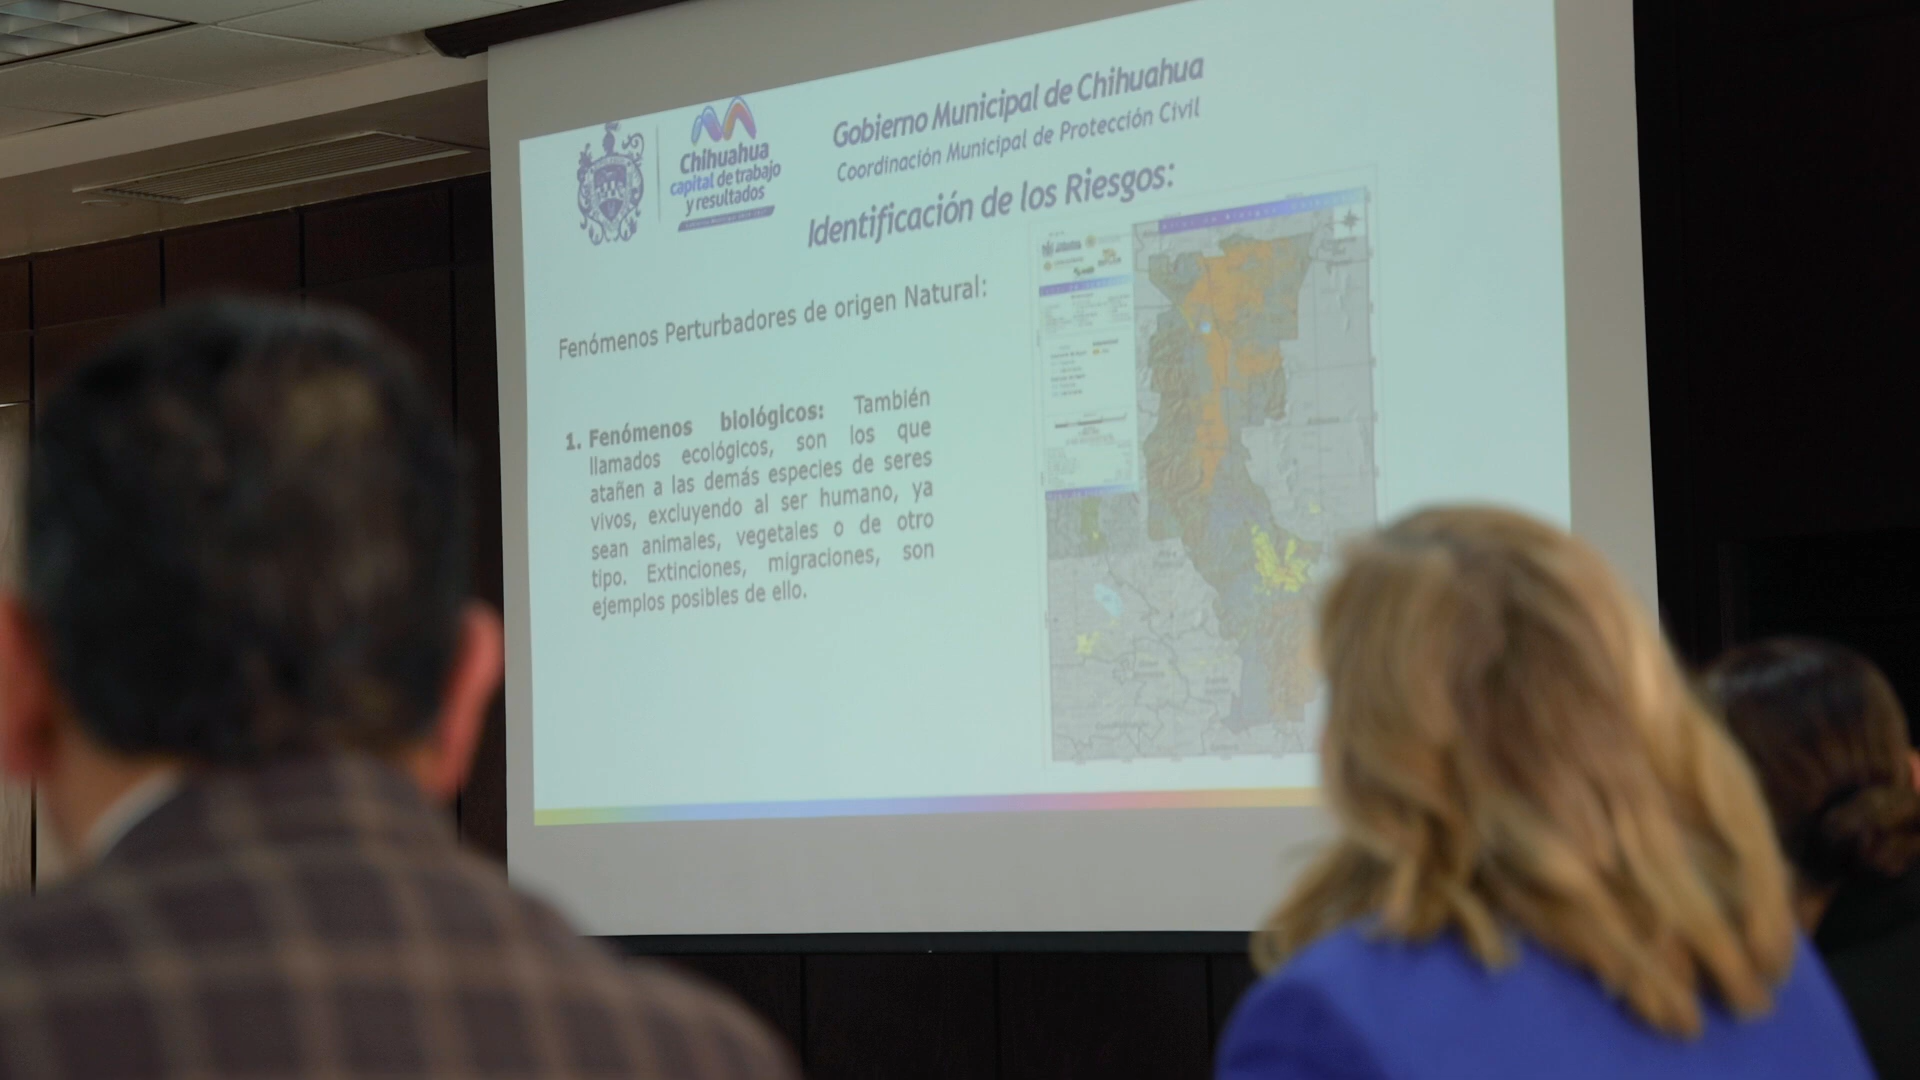 Chihuahua
capital de trabajo
y resultados
Gobierno Municipal de Chihuahua
Coordinación Municipal de Protección Civil
Identificación de los Riesgos:
Fenómenos Perturbadores de origen Natural:
1. Fenómenos biológicos: También
llamados ecológicos, son los que
atañen a las demás especies de seres
vivos, excluyendo al ser humano, ya
sean animales, vegetales o de otro
tipo. Extinciones, migraciones, son
ejemplos posibles de ello.